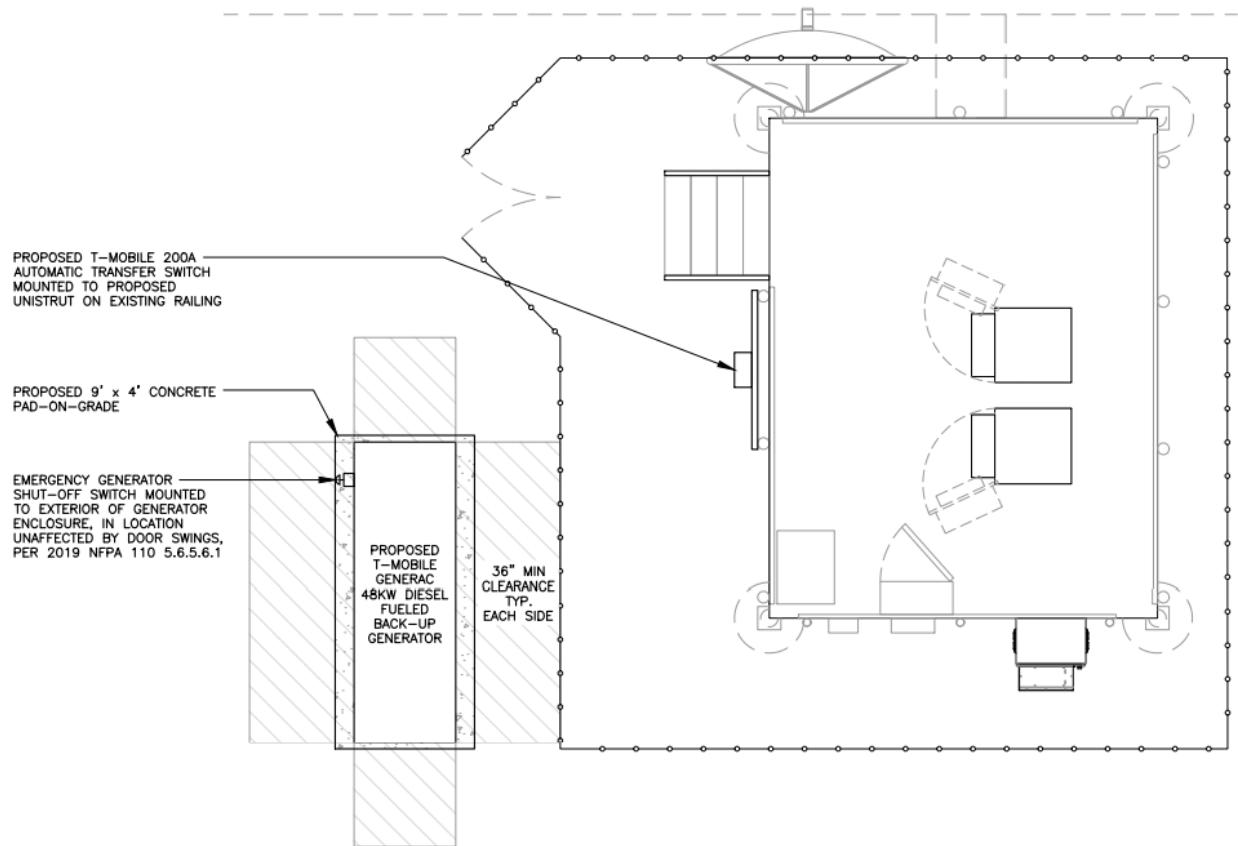 PROPOSED T-MOBILE 200A
AUTOMATIC TRANSFER SWITCH
MOUNTED TO PROPOSED
UNISTRUT ON EXISTING RAILING
PROPOSED 9' x 4' CONCRETE
PAD-ON-GRADE
EMERGENCY GENERATOR
SHUT-OFF SWITCH MOUNTED
TO EXTERIOR OF GENERATOR
ENCLOSURE, IN LOCATION
UNAFFECTED BY DOOR SWINGS,
PER 2019 NFPA 110 5.6.5.6.1
PROPOSED
T-MOBILE
GENERAC
48KW DIESEL
FUELED
BACK-UP
GENERATOR
36" MIN
CLEARANCE
TYP.
EACH SIDE